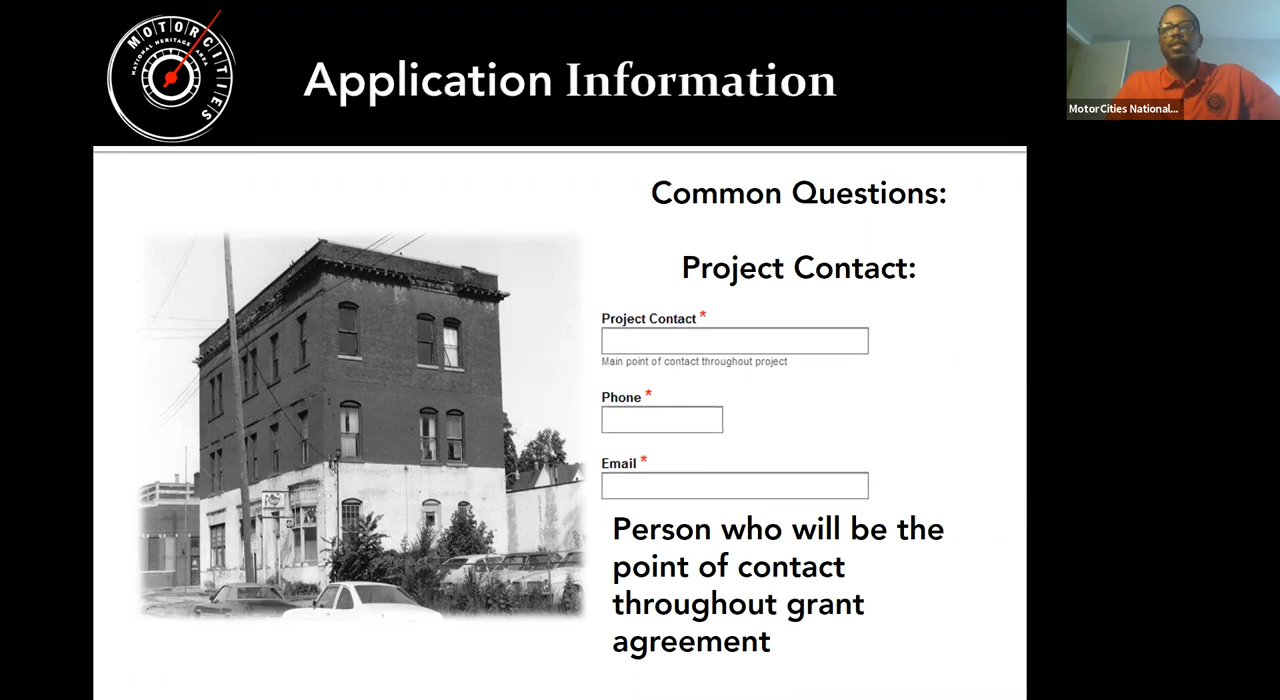 MOTORCITIES
NATIONAL HERITAGE AREA
Application Information
MotorCities National...
Common Questions:
Project Contact:
Project Contact *
Main point of contact throughout project
Phone *
Email *
Person who will be the
point of contact
throughout grant
agreement